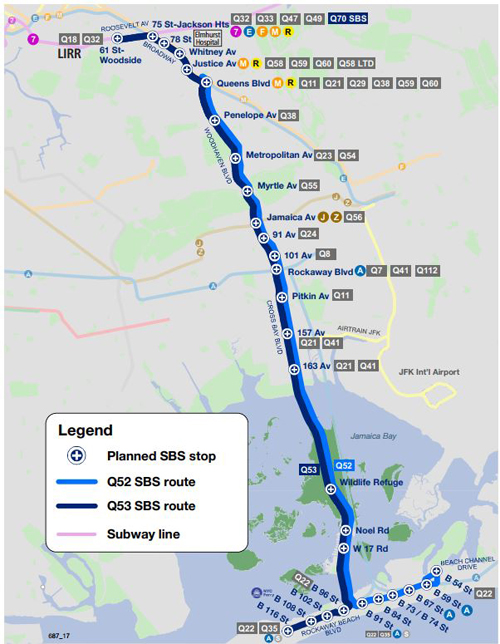 ROOSEVELT AV
75 St-Jackson Hts
Q32 Q33 Q47 Q49 Q70 SBS
7 E F M R
7
Q18 Q32
LIRR
61 St-
Woodside
BROADWAY
78 St
Elmhurst
Hospital
Whitney Av
Justice Av M R Q58 Q59 Q60 Q58 LTD
Queens Blvd M R Q11 Q21 Q29 Q38 Q59 Q60
M
R
Penelope Av Q38
WOODHAVEN BLVD
Metropolitan Av Q23 Q54
F
E
Myrtle Av Q55
J
Z
Jamaica Av J Z Q56
91 Av Q24
J
Z
101 Av Q8
A
Rockaway Blvd A Q7 Q41 Q112
A
Pitkin Av Q11
CROSS BAY BLVD
157 Av
Q21 Q41
AIRTRAIN JFK
163 Av Q21 Q41
JFK Int'l Airport
Legend
Planned SBS stop
Q52 SBS route
Q53 SBS route
Subway line
Jamaica Bay
Q53
Q52
Wildlife Refuge
Noel Rd
W 17 Rd
BEACH CHANNEL
DRIVE
B 54 St Q22
B 59 St A
B 67 St A
B 73 / 74 St
B 84 St
B 91 St
Q22 Q35 A S
Q22 B 96 St
B 102 St
B 108 St
B 116 St
Q22 Q35
A S
ROCKAWAY BEACH
BLVD
687_17